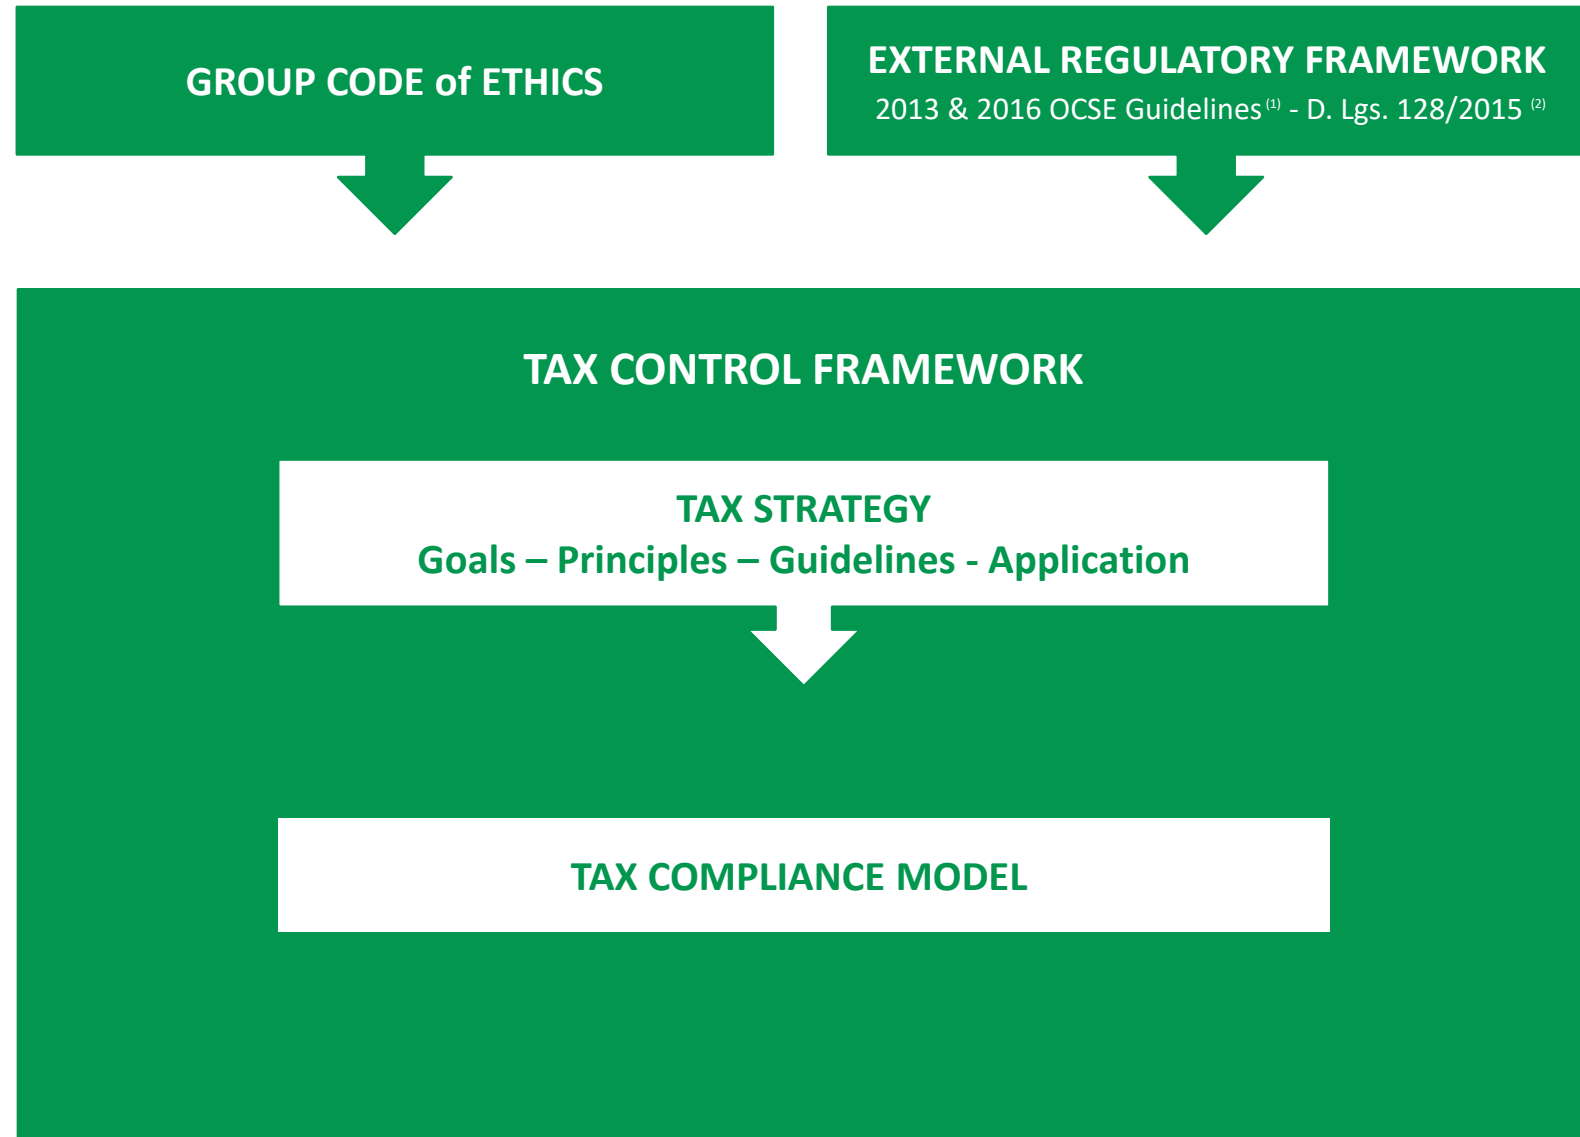 GROUP CODE of ETHICS
EXTERNAL REGULATORY FRAMEWORK
2013 & 2016 OCSE Guidelines (1) - D. Lgs. 128/2015 (2)
TAX CONTROL FRAMEWORK
TAX STRATEGY
Goals – Principles – Guidelines - Application
TAX COMPLIANCE MODEL